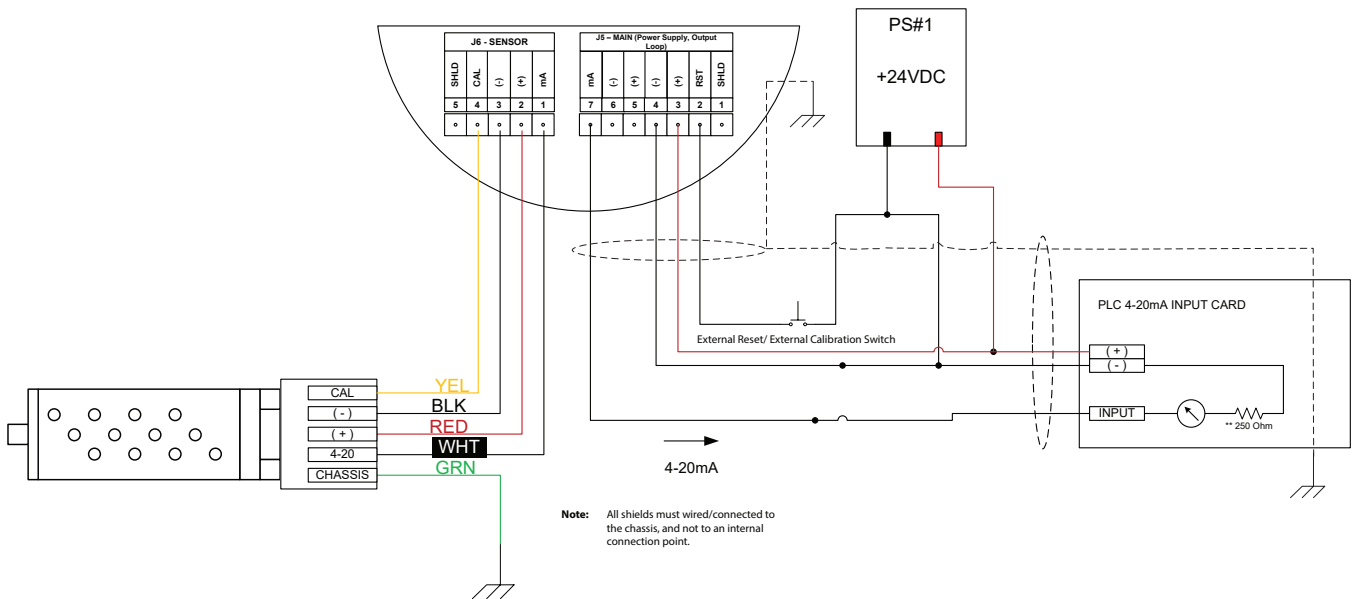 J6 - SENSOR
SHLD
CAL
(-)
(+)
mA
5
4
3
2
1
J5 – MAIN (Power Supply, Output
Loop)
mA
(-)
(+)
(-)
(+)
RST
SHLD
7
6
5
4
3
2
1
PS#1
+24VDC
External Reset/ External Calibration Switch
PLC 4-20mA INPUT CARD
( + )
( - )
INPUT
** 250 Ohm
4-20mA
CAL
( - )
( + )
4-20
CHASSIS
YEL
BLK
RED
WHT
GRN
Note: All shields must wired/connected to
the chassis, and not to an internal
connection point.